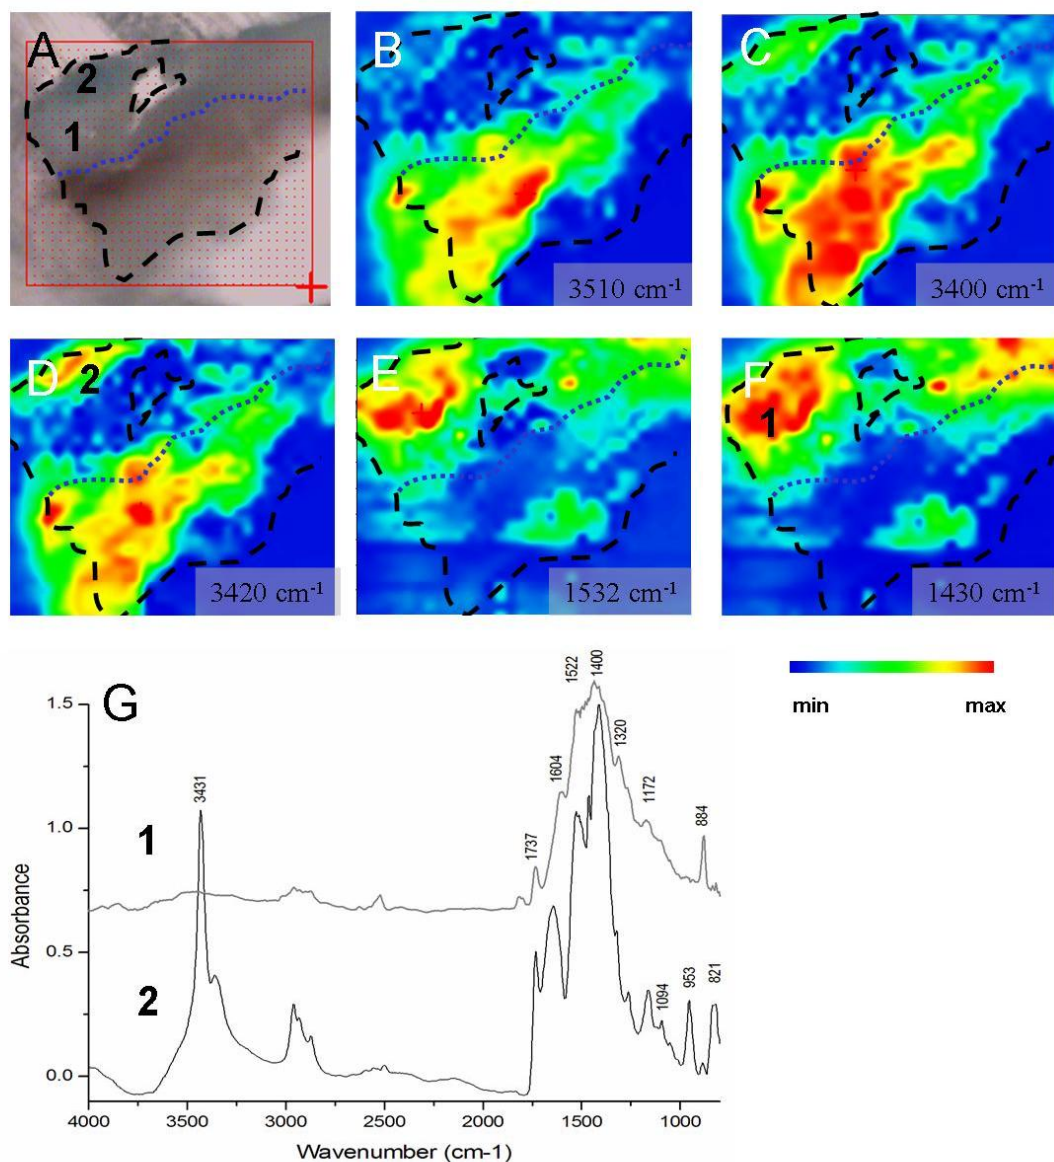 A
2
1
B
3510 cm-1
C
3400 cm-1
D
2
3420 cm-1
E
1532 cm-1
F
1
1430 cm-1
min max
G
1522
1400
1320
1604
1172
884
1737
3431
1
2
1094
953
821
1.5
1.0
0.5
0.0
Absorbance
4000 3500 3000 2500 2000 1500 1000
Wavenumber (cm-1)